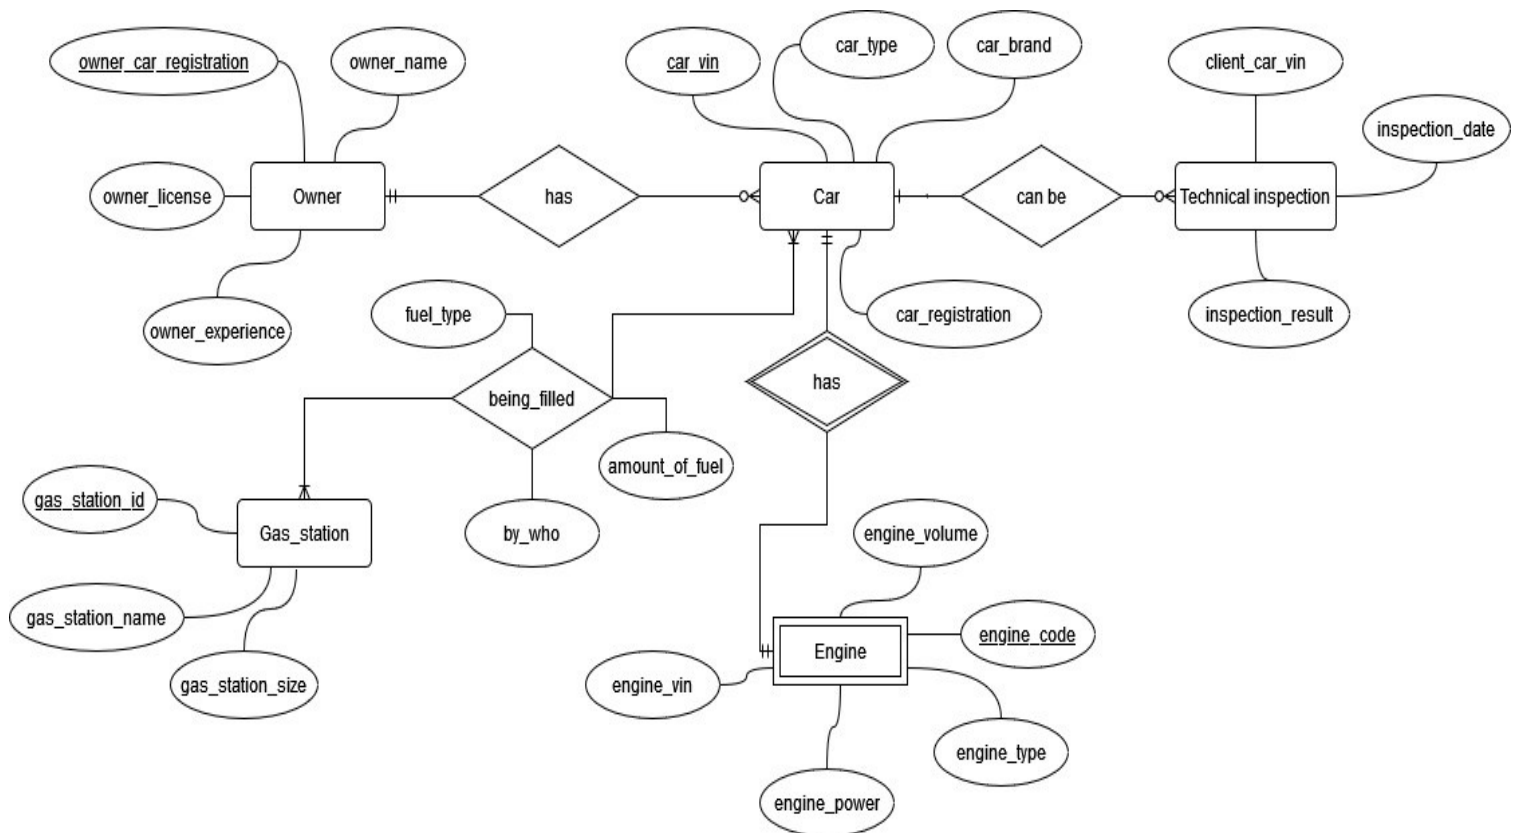 owner_car_registration
owner_name
car_vin
car_type
car_brand
client_car_vin
inspection_date
owner_license
Owner
has
Car
can be
Technical inspection
owner_experience
fuel_type
car_registration
inspection_result
being_filled
has
amount_of_fuel
gas_station_id
Gas_station
by_who
engine_volume
gas_station_name
engine_code
Engine
gas_station_size
engine_vin
engine_type
engine_power